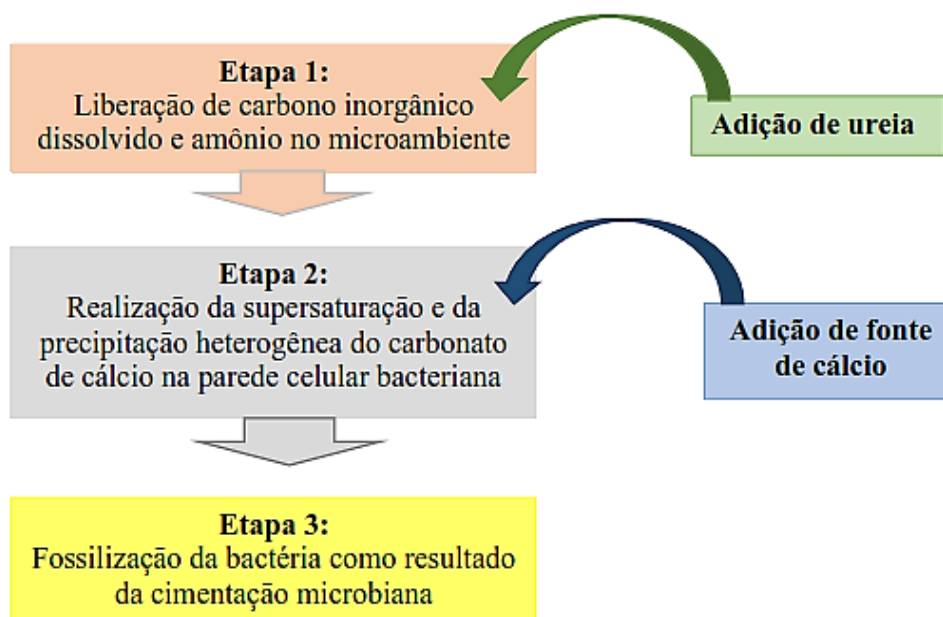 Etapa 1:
Liberação de carbono inorgânico
dissolvido e amônio no microambiente
Adição de ureia
Etapa 2:
Realização da supersaturação e da
precipitação heterogênea do carbonato
de cálcio na parede celular bacteriana
Adição de fonte
de cálcio
Etapa 3:
Fossilização da bactéria como resultado
da cimentação microbiana